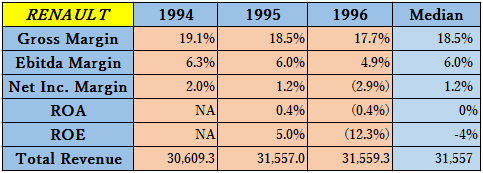 RENAULT 1994 1995 1996 Median
Gross Margin 19.1% 18.5% 17.7% 18.5%
Ebitda Margin 6.3% 6.0% 4.9% 6.0%
Net Inc. Margin 2.0% 1.2% (2.9%) 1.2%
ROA NA 0.4% (0.4%) 0%
ROE NA 5.0% (12.3%) -4%
Total Revenue 30,609.3 31,557.0 31,559.3 31,557